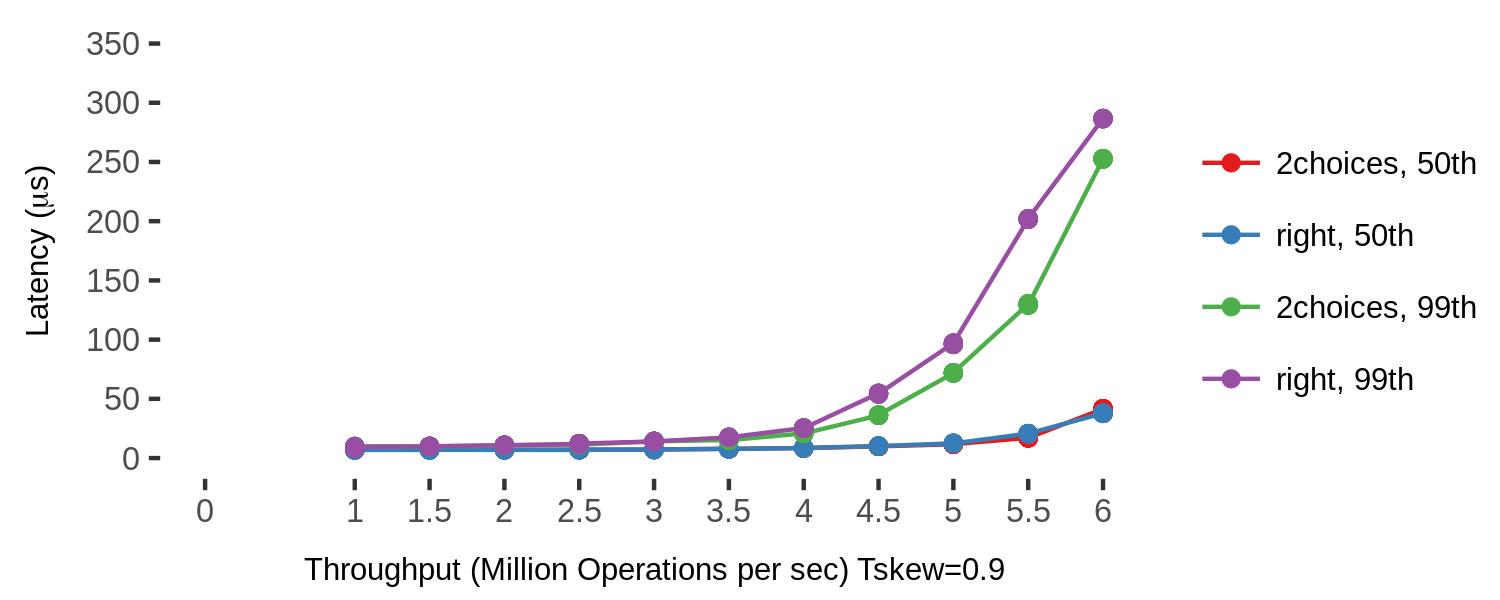 350
300
250
200
150
100
50
0
Latency (μs)
0 1 1.5 2 2.5 3 3.5 4 4.5 5 5.5 6
Throughput (Million Operations per sec) Tskew=0.9
2choices, 50th
right, 50th
2choices, 99th
right, 99th